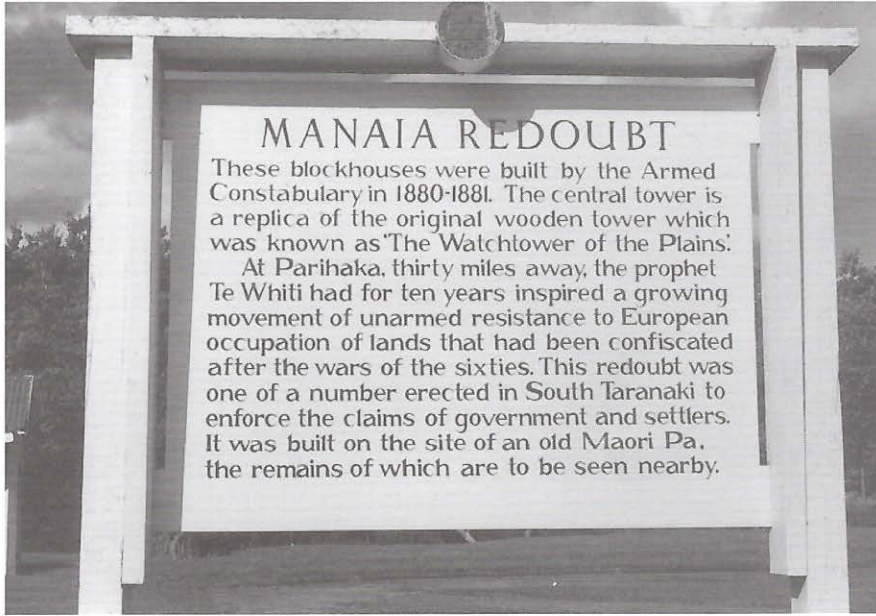 MANAIA REDOUBT
These blockhouses were built by the Armed
Constabulary in 1880-1881. The central tower is
a replica of the original wooden tower which
was known as 'The Watchtower of the Plains'.
At Parihaka, thirty miles away, the prophet
Te Whiti had for ten years inspired a growing
movement of unarmed resistance to European
occupation of lands that had been confiscated
after the wars of the sixties. This redoubt was
one of a number erected in South Taranaki to
enforce the claims of government and settlers.
It was built on the site of an old Maori Pa,
the remains of which are to be seen nearby.